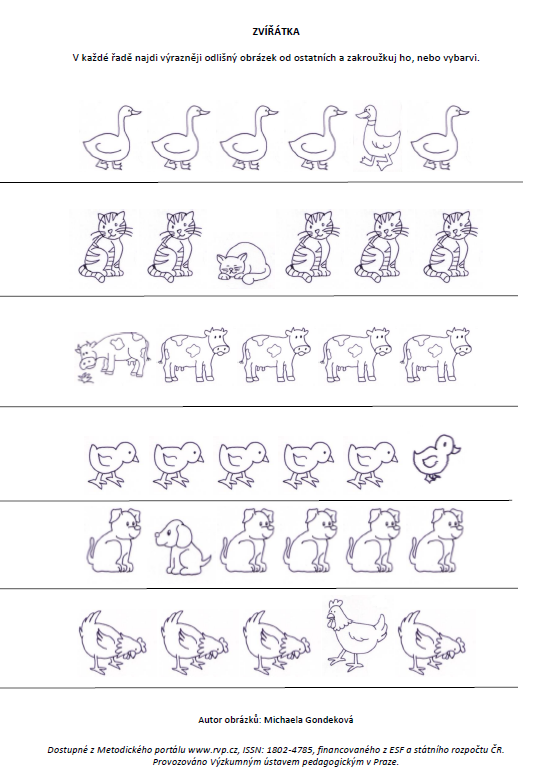 ZVÍŘÁTKA
V každé řadě najdi výrazněji odlišný obrázek od ostatních a zakroužkuj ho, nebo vybarvi.
Autor obrázků: Michaela Gondeková
Dostupné z Metodického portálu www.rvp.cz, ISSN: 1802-4785, financovaného z ESF a státního rozpočtu ČR.
Provozováno Výzkumným ústavem pedagogickým v Praze.